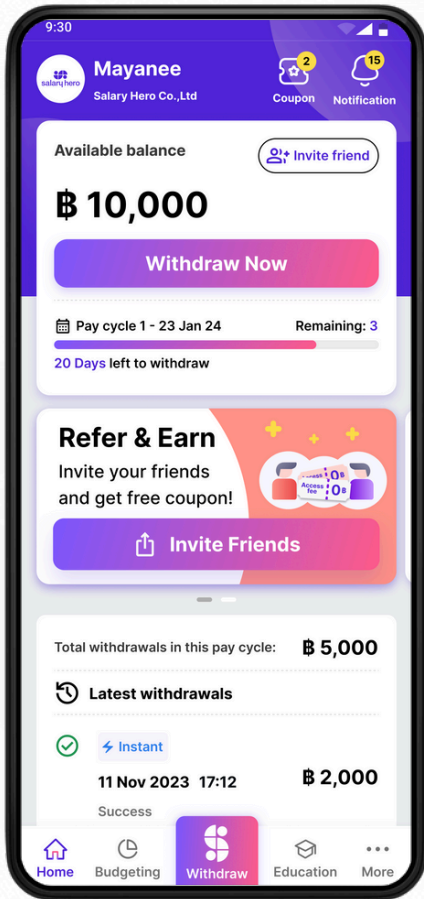 9:30
salary hero
Mayanee
Salary Hero Co.,Ltd
2
Coupon
15
Notification
Available balance
Invite friend
฿ 10,000
Withdraw Now
Pay cycle 1 - 23 Jan 24
Remaining: 3
20 Days left to withdraw
Refer & Earn
Invite your friends
and get free coupon!
Access fee 0฿
Access fee 0฿
Invite Friends
Total withdrawals in this pay cycle:
฿ 5,000
Latest withdrawals
Instant
11 Nov 2023 17:12
฿ 2,000
Success
Home
Budgeting
Withdraw
Education
More